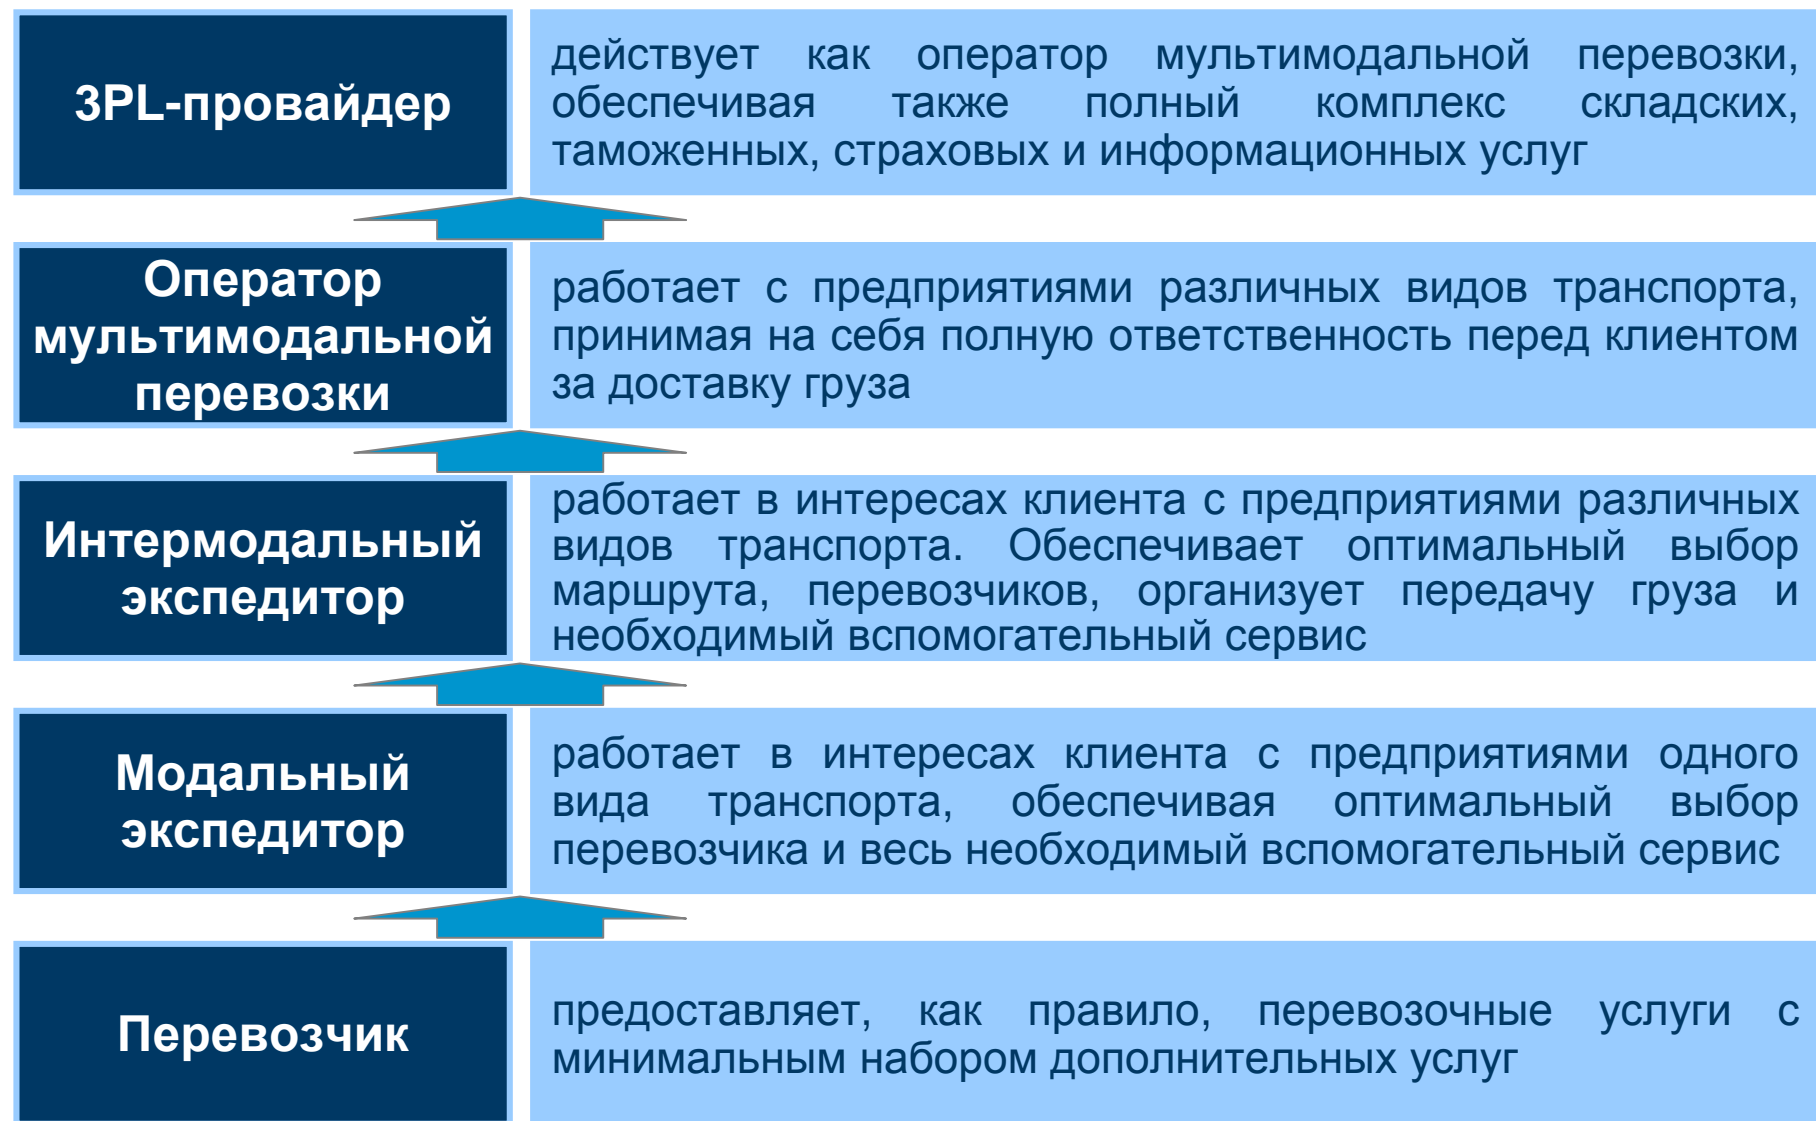 3PL-провайдер
действует как оператор мультимодальной перевозки,
обеспечивая также полный комплекс складских,
таможенных, страховых и информационных услуг
Оператор
мультимодальной
перевозки
работает с предприятиями различных видов транспорта,
принимая на себя полную ответственность перед клиентом
за доставку груза
Интермодальный
экспедитор
работает в интересах клиента с предприятиями различных
видов транспорта. Обеспечивает оптимальный выбор
маршрута, перевозчиков, организует передачу груза и
необходимый вспомогательный сервис
Модальный
экспедитор
работает в интересах клиента с предприятиями одного
вида транспорта, обеспечивая оптимальный выбор
перевозчика и весь необходимый вспомогательный сервис
Перевозчик
предоставляет, как правило, перевозочные услуги с
минимальным набором дополнительных услуг